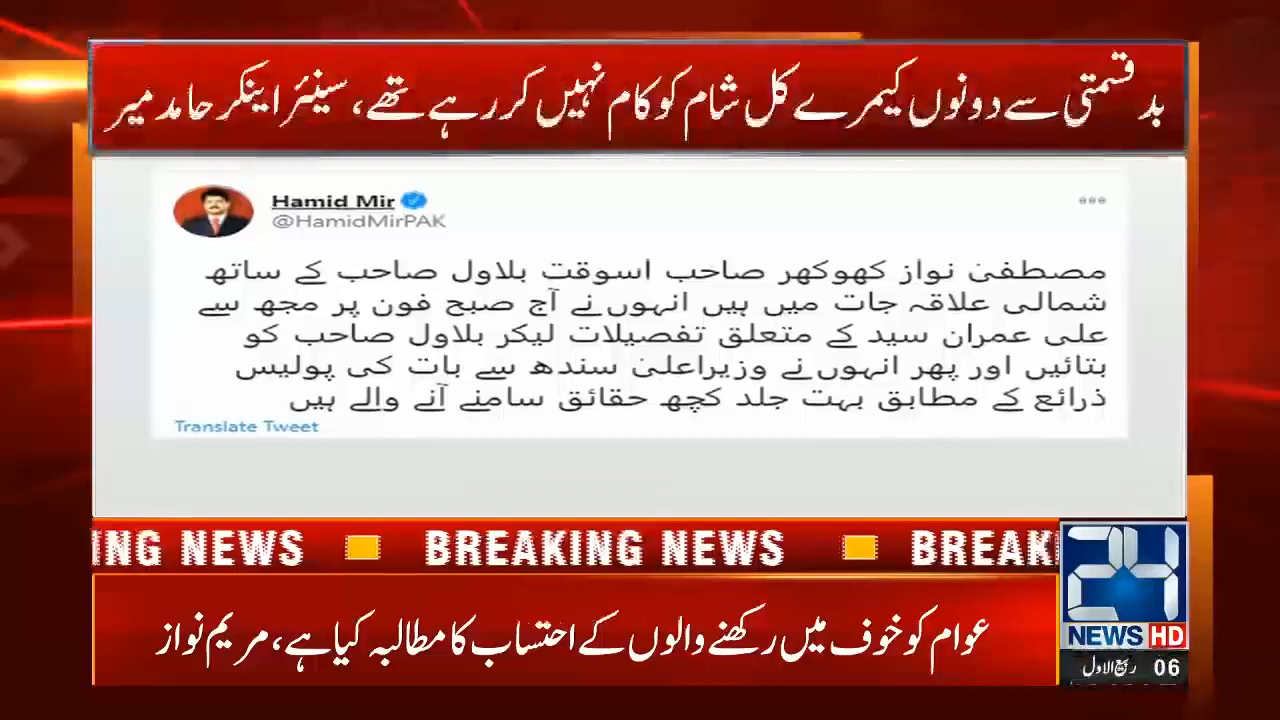 بدقسمتی سے دونوں کیمرے کل شام کو کام نہیں کر رہے تھے، سینئر اینکر حامد میر
Hamid Mir
@HamidMirPAK
مصطفیٰ نواز کھوکھر صاحب اسوقت بلاول صاحب کے ساتھ
شمالی علاقہ جات میں ہیں انہوں نے آج صبح فون پر مجھ سے
علی عمران سید کے متعلق تفصیلات لیکر بلاول صاحب کو
بتائیں اور پھر انہوں نے وزیراعلیٰ سندھ سے بات کی پولیس
ذرائع کے مطابق بہت جلد کچھ حقائق سامنے آنے والے ہیں
Translate Tweet
ING NEWS BREAKING NEWS BREAK
24
NEWS HD
عوام کو خوف میں رکھنے والوں کے احتساب کا مطالبہ کیا ہے، مریم نواز
06 ربیع الاول